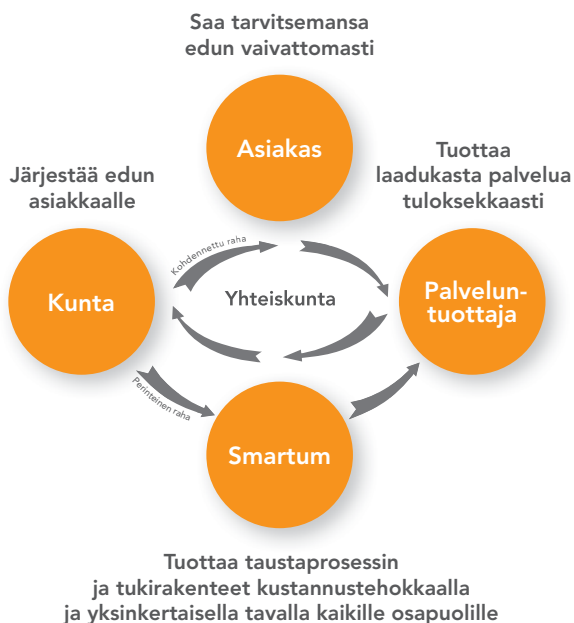 Saa tarvitsemansa
edun vaivattomasti
Asiakas
Järjestää edun
asiakkaalle
Tuottaa
laadukasta palvelua
tuloksekkaasti
Kohdennettu raha
Kunta
Yhteiskunta
Palvelun-
tuottaja
Perinteinen raha
Smartum
Tuottaa taustaprosessin
ja tukirakenteet kustannustehokkaalla
ja yksinkertaisella tavalla kaikille osapuolille